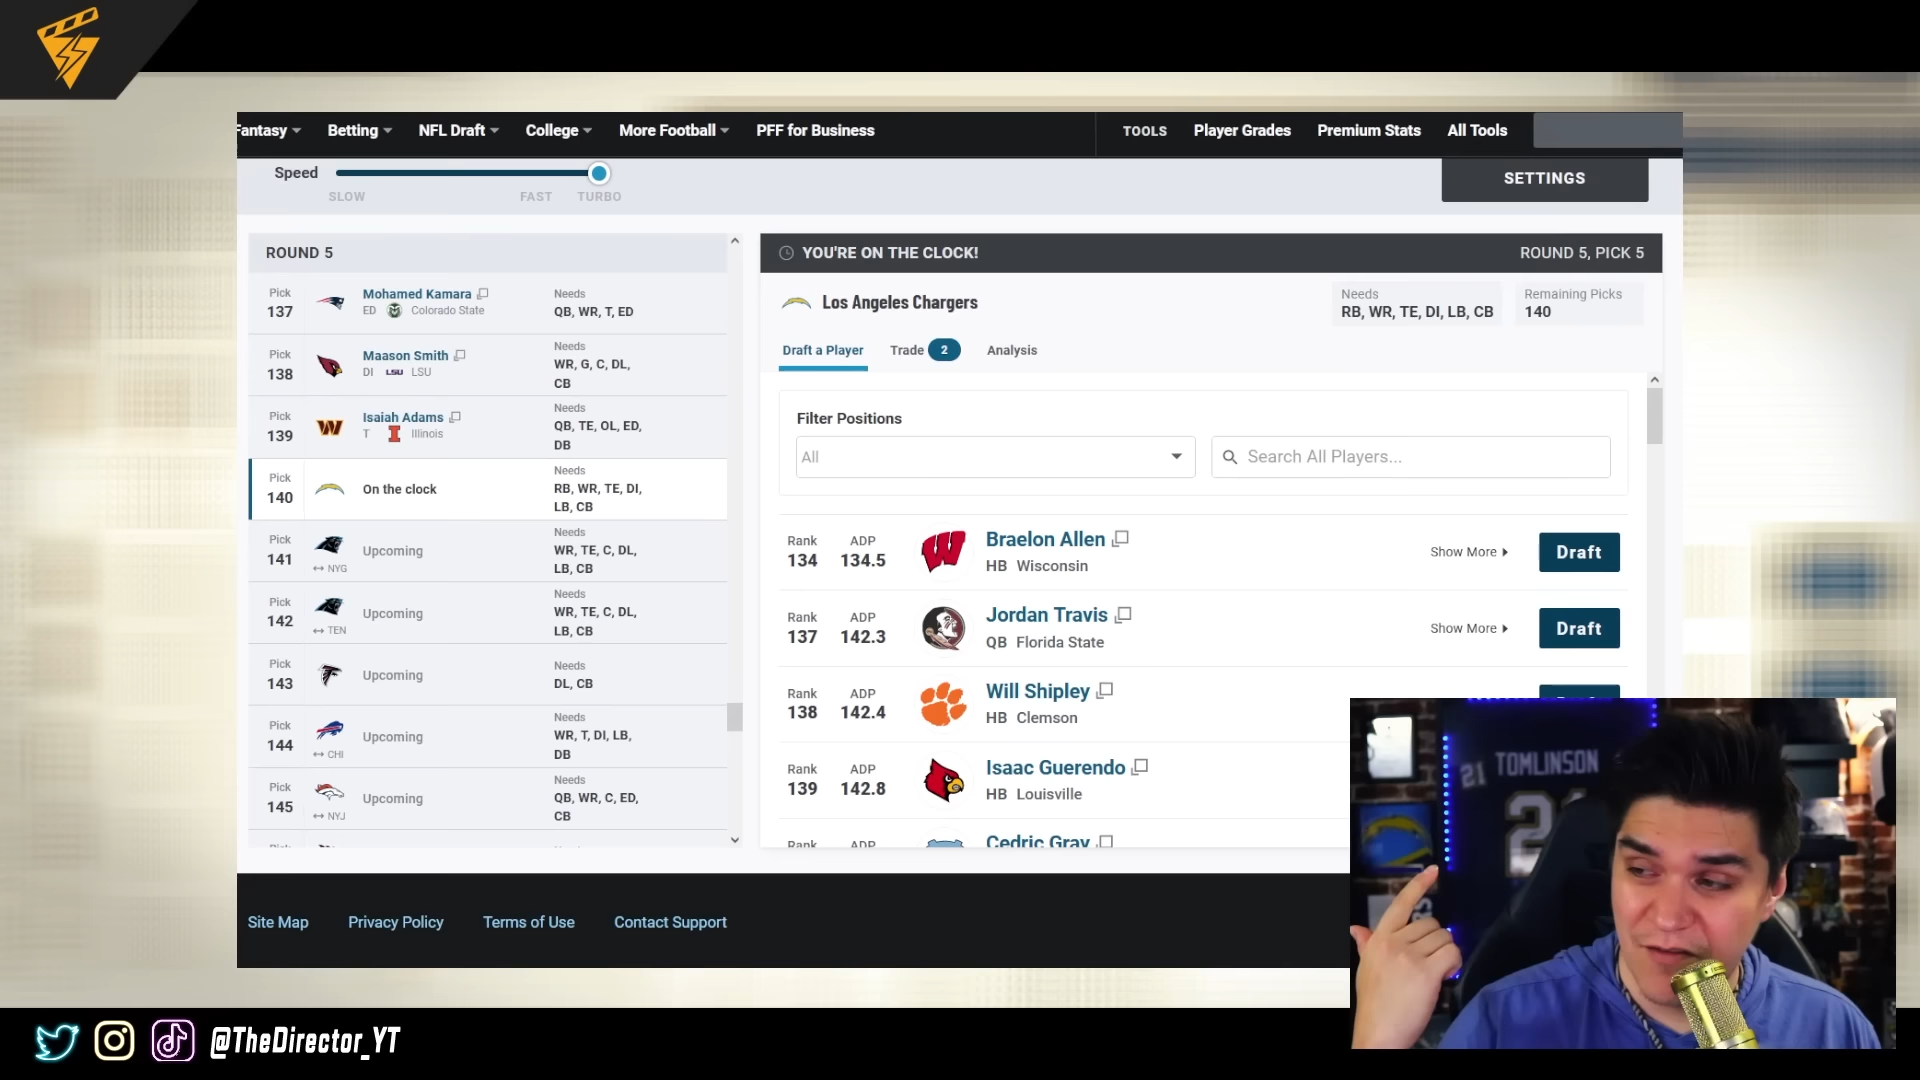 Fantasy Betting NFL Draft College More Football PFF for Business TOOLS Player Grades Premium Stats All Tools
Speed
SLOW FAST TURBO
SETTINGS
ROUND 5
Pick 137
Mohamed Kamara
ED Colorado State
Needs
QB, WR, T, ED
Pick 138
Maason Smith
DI LSU LSU
Needs
WR, G, C, DL,
CB
Pick 139
Isaiah Adams
T Illinois
Needs
QB, TE, OL, ED,
DB
Pick 140
On the clock
Needs
RB, WR, TE, DI,
LB, CB
Pick 141
NYG
Upcoming
Needs
WR, TE, C, DL,
LB, CB
Pick 142
TEN
Upcoming
Needs
WR, TE, C, DL,
LB, CB
Pick 143
Upcoming
Needs
DL, CB
Pick 144
CHI
Upcoming
Needs
WR, T, DI, LB,
DB
Pick 145
NYJ
Upcoming
Needs
QB, WR, C, ED,
CB
YOU'RE ON THE CLOCK!
ROUND 5, PICK 5
Los Angeles Chargers
Needs
RB, WR, TE, DI, LB, CB
Remaining Picks
140
Draft a Player Trade 2 Analysis
Filter Positions
All
Search All Players...
Rank 134
ADP 134.5
Braelon Allen
HB Wisconsin
Show More
Draft
Rank 137
ADP 142.3
Jordan Travis
QB Florida State
Show More
Draft
Rank 138
ADP 142.4
Will Shipley
HB Clemson
Rank 139
ADP 142.8
Isaac Guerendo
HB Louisville
Rank
ADP
Cedric Gray
21 TOMLINSON
2
Site Map Privacy Policy Terms of Use Contact Support
@TheDirector_YT